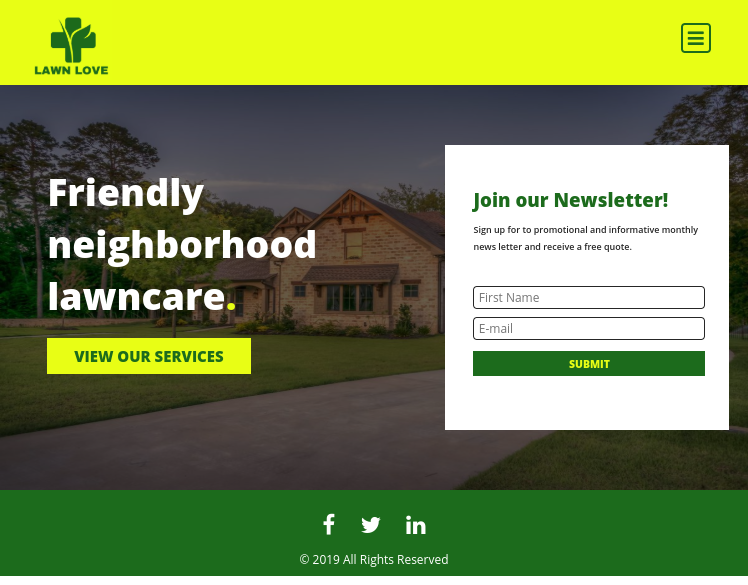 LAWN LOVE
Friendly
neighborhood
lawncare.
VIEW OUR SERVICES
Join our Newsletter!
Sign up for to promotional and informative monthly
news letter and receive a free quote.
First Name
E-mail
SUBMIT
© 2019 All Rights Reserved